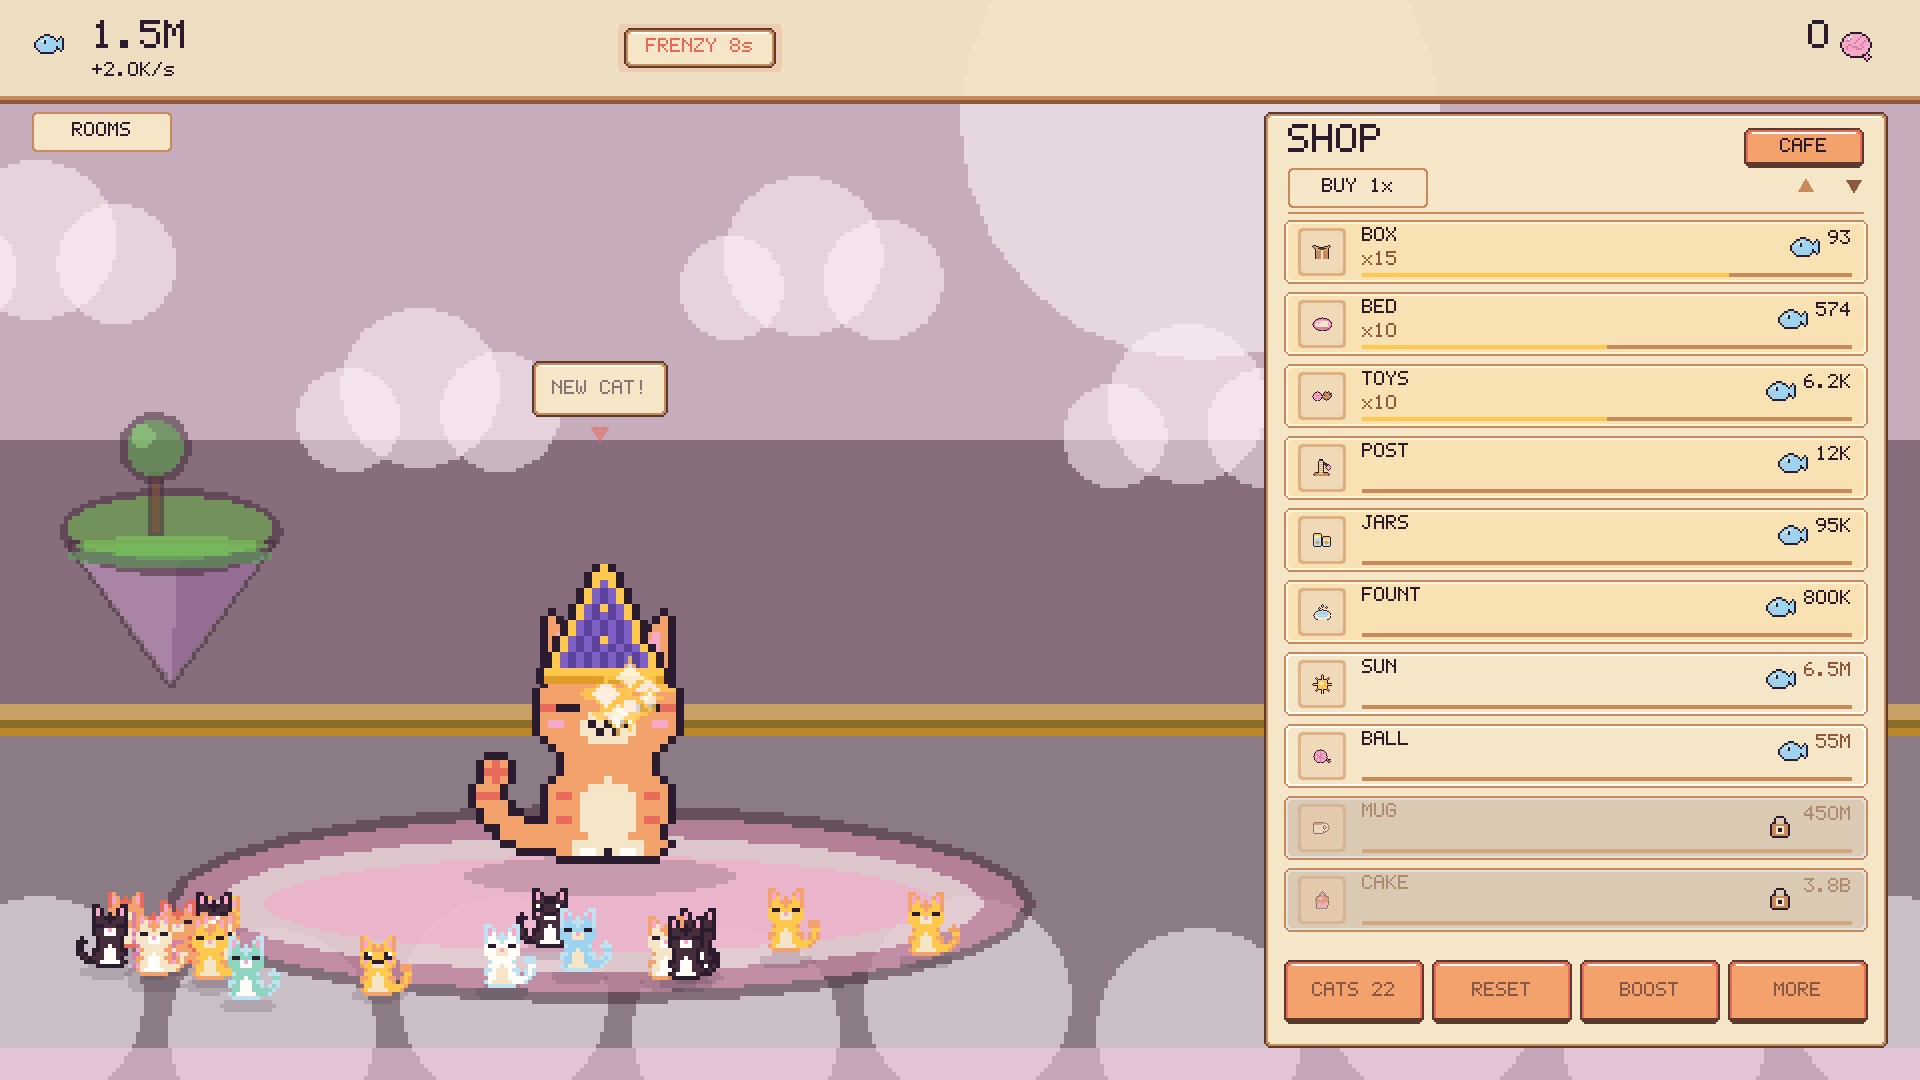 1.5M
+2.0K/s
FRENZY 8s
0
ROOMS
SHOP
CAFE
BUY 1x
BOX
x15
93
BED
x10
574
TOYS
x10
6.2K
POST
12K
JARS
95K
FOUNT
800K
SUN
6.5M
BALL
55M
MUG
450M
CAKE
3.8B
NEW CAT!
CATS 22
RESET
BOOST
MORE